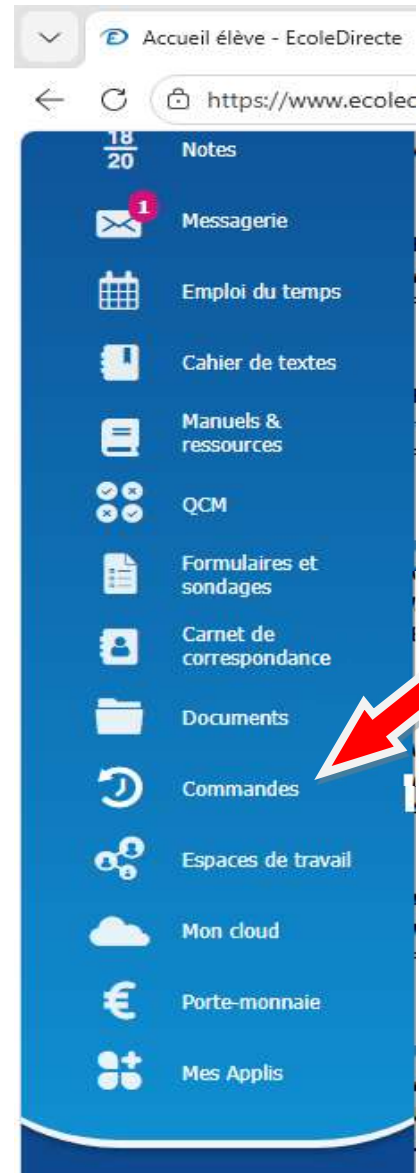 Accueil élève - EcoleDirecte
https://www.ecolec
18
20
Notes
1
Messagerie
Emploi du temps
Cahier de textes
Manuels &
ressources
QCM
Formulaires et
sondages
Carnet de
correspondance
Documents
Commandes
Espaces de travail
Mon cloud
€
Porte-monnaie
Mes Applis